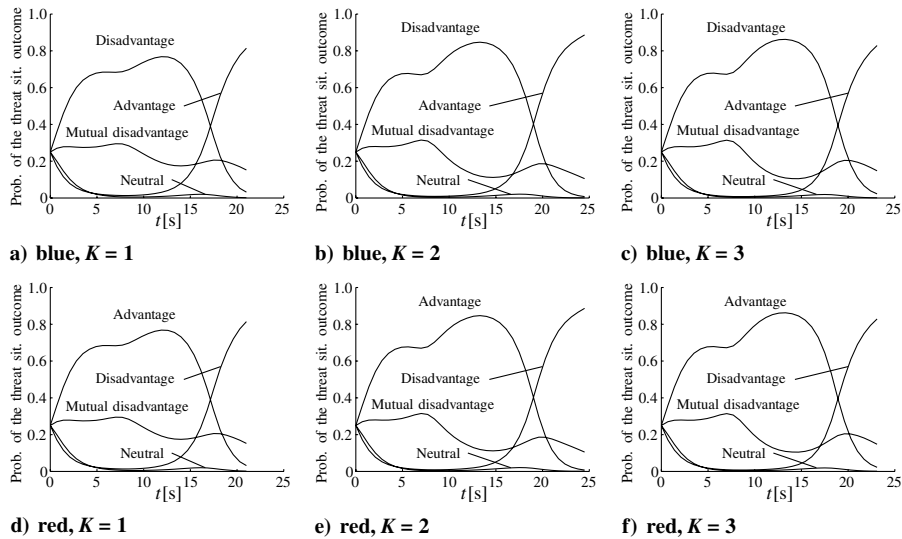 Prob. of the threat sit. outcome
1.0
0.8
0.6
0.4
0.2
0
Disadvantage
Advantage
Mutual disadvantage
Neutral
0 5 10 15 20 25
t[s]
a) blue, K = 1
Prob. of the threat sit. outcome
1.0
0.8
0.6
0.4
0.2
0
Disadvantage
Advantage
Mutual disadvantage
Neutral
0 5 10 15 20 25
t[s]
b) blue, K = 2
Prob. of the threat sit. outcome
1.0
0.8
0.6
0.4
0.2
0
Disadvantage
Advantage
Mutual disadvantage
Neutral
0 5 10 15 20 25
t[s]
c) blue, K = 3
Prob. of the threat sit. outcome
1.0
0.8
0.6
0.4
0.2
0
Advantage
Disadvantage
Mutual disadvantage
Neutral
0 5 10 15 20 25
t[s]
d) red, K = 1
Prob. of the threat sit. outcome
1.0
0.8
0.6
0.4
0.2
0
Advantage
Disadvantage
Mutual disadvantage
Neutral
0 5 10 15 20 25
t[s]
e) red, K = 2
Prob. of the threat sit. outcome
1.0
0.8
0.6
0.4
0.2
0
Advantage
Disadvantage
Mutual disadvantage
Neutral
0 5 10 15 20 25
t[s]
f) red, K = 3